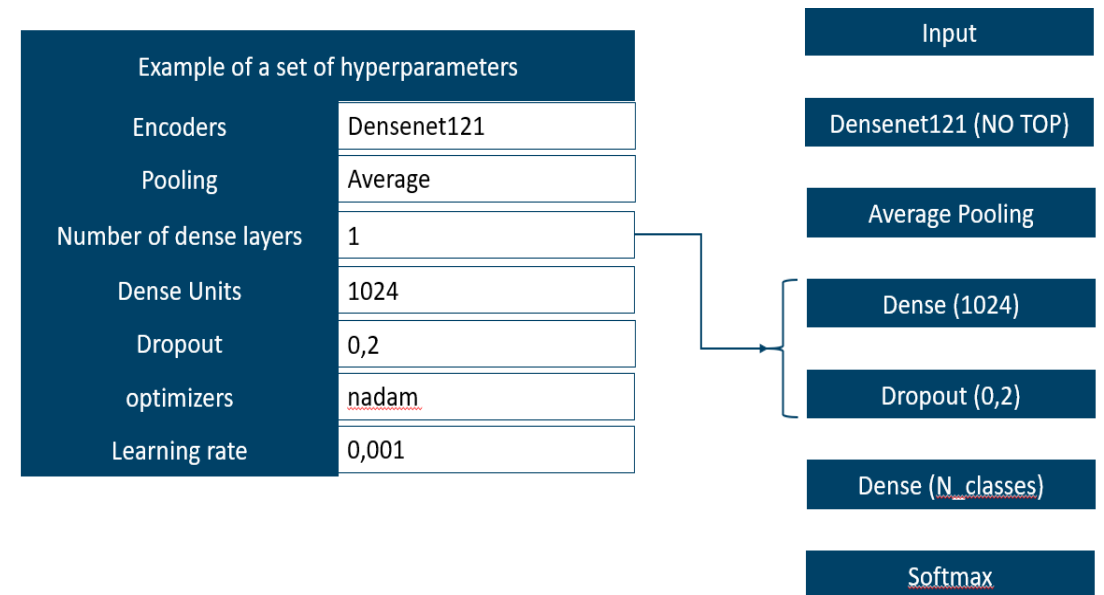 Example of a set of hyperparameters
Encoders Densenet121
Pooling Average
Number of dense layers 1
Dense Units 1024
Dropout 0,2
optimizers nadam
Learning rate 0,001
Input
Densenet121 (NO TOP)
Average Pooling
Dense (1024)
Dropout (0,2)
Dense (N_classes)
Softmax